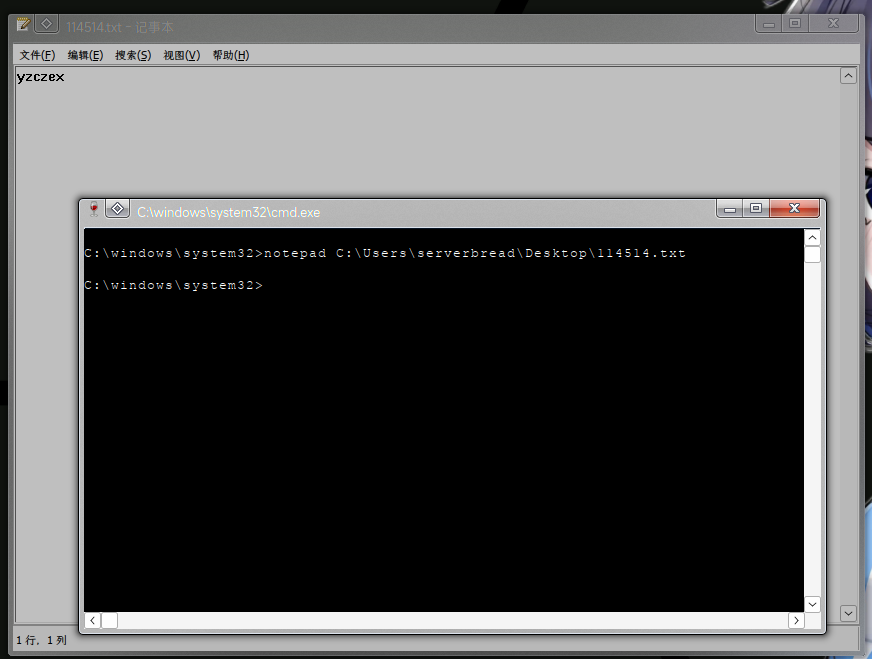 114514.txt - 记事本
文件(F) 编辑(E) 搜索(S) 视图(V) 帮助(H)
yzczex
C:\windows\system32\cmd.exe
C:\windows\system32>notepad C:\Users\serverbread\Desktop\114514.txt
C:\windows\system32>
1 行, 1 列